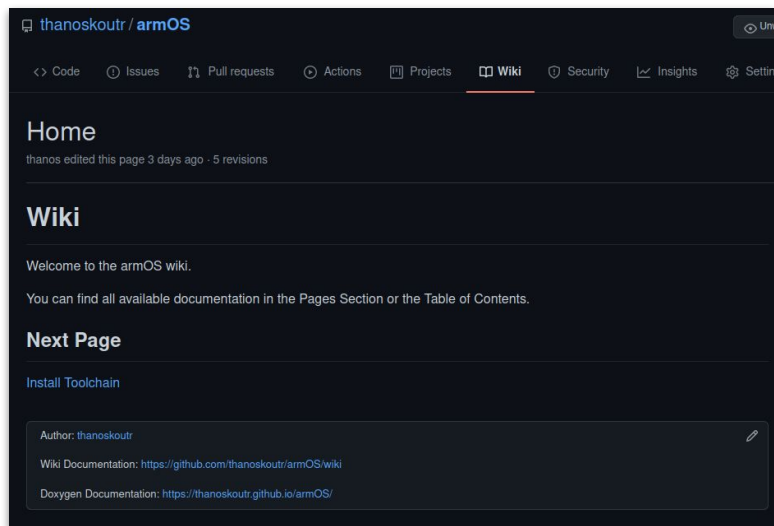 thanoskoutr / armOS
Code Issues Pull requests Actions Projects Wiki Security Insights
Home
thanos edited this page 3 days ago · 5 revisions
Wiki
Welcome to the armOS wiki.
You can find all available documentation in the Pages Section or the Table of Contents.
Next Page
Install Toolchain
Author: thanoskoutr
Wiki Documentation: https://github.com/thanoskoutr/armOS/wiki
Doxygen Documentation: https://thanoskoutr.github.io/armOS/